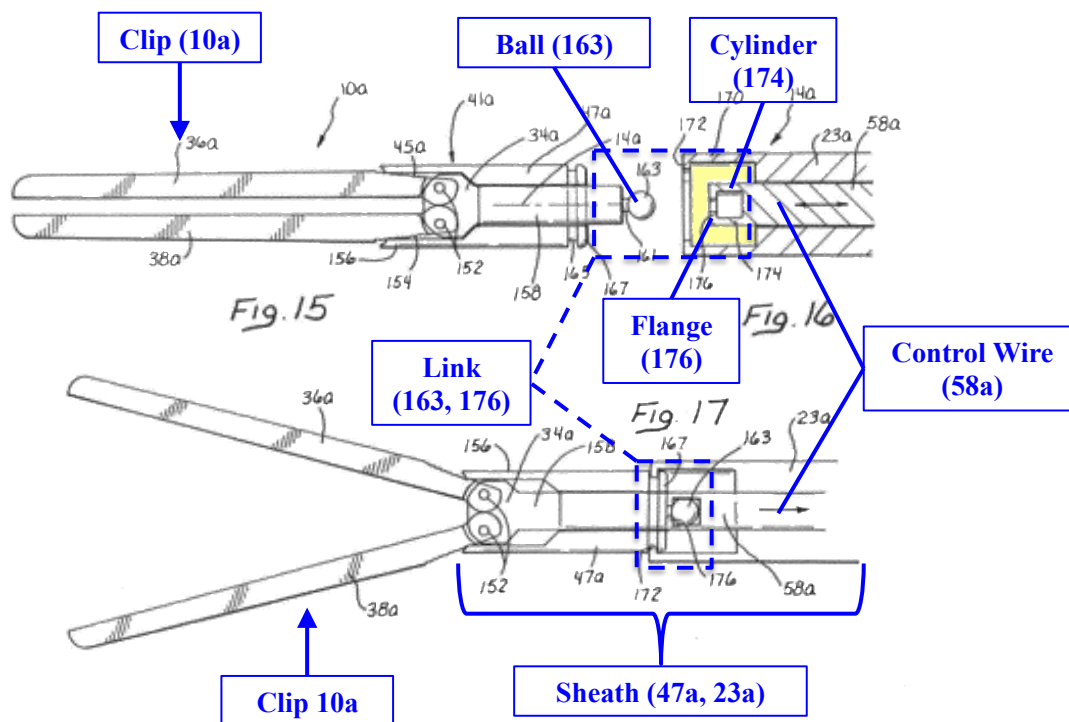 Clip (10a)
Ball (163)
Cylinder
(174)
10a
36a
45a
41a
34a
47a
14a
163
172
170
14a
23a
58a
38a
156
154
152
158
161
165
167
176
174
Fig. 15
Fig. 16
Flange
(176)
Link
(163, 176)
Control Wire
(58a)
Fig. 17
36a
156
34a
158
167
163
23a
152
47a
172
176
58a
38a
Clip 10a
Sheath (47a, 23a)